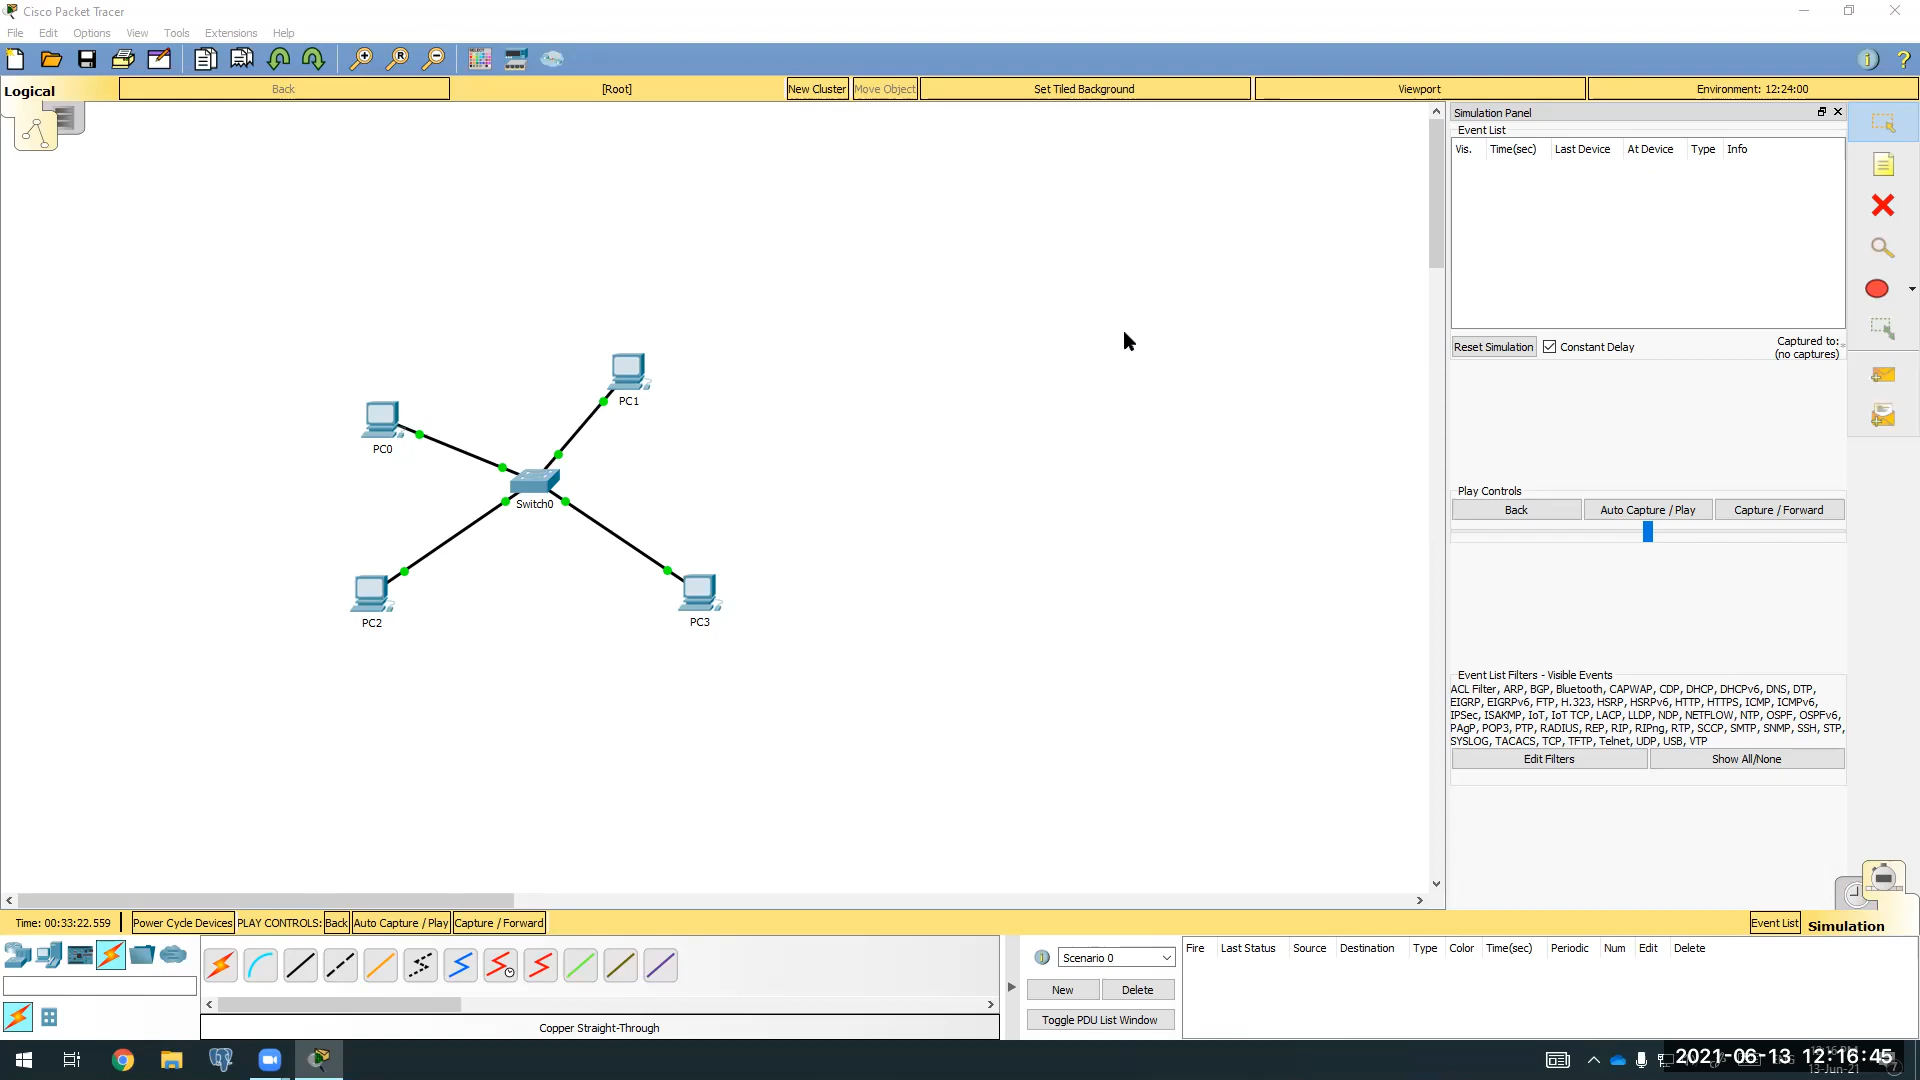 Cisco Packet Tracer
File Edit Options View Tools Extensions Help
Logical Back [Root] New Cluster Move Object Set Tiled Background Viewport Environment: 12:24:00
Simulation Panel
Event List
Vis. Time(sec) Last Device At Device Type Info
Reset Simulation Constant Delay Captured to:
(no captures)
PC1
PC0
Switch0
PC2
PC3
Play Controls
Back Auto Capture / Play Capture / Forward
Event List Filters - Visible Events
ACL Filter, ARP, BGP, Bluetooth, CAPWAP, CDP, DHCP, DHCPv6, DNS, DTP,
EIGRP, EIGRPv6, FTP, H.323, HSRP, HSRPv6, HTTP, HTTPS, ICMP, ICMPv6,
IPSec, ISAKMP, IoT, IoT TCP, LACP, LLDP, NDP, NETFLOW, NTP, OSPF, OSPFv6,
PAgP, POP3, PTP, RADIUS, REP, RIP, RIPng, RTP, SCCP, SMTP, SNMP, SSH, STP,
SYSLOG, TACACS, TCP, TFTP, Telnet, UDP, USB, VTP
Edit Filters Show All/None
Time: 00:33:22.559 Power Cycle Devices PLAY CONTROLS: Back Auto Capture / Play Capture / Forward Event List Simulation
Scenario 0
New Delete
Toggle PDU List Window
Fire Last Status Source Destination Type Color Time(sec) Periodic Num Edit Delete
Copper Straight-Through
2021-06-13 12:16:45
13-Jun-21